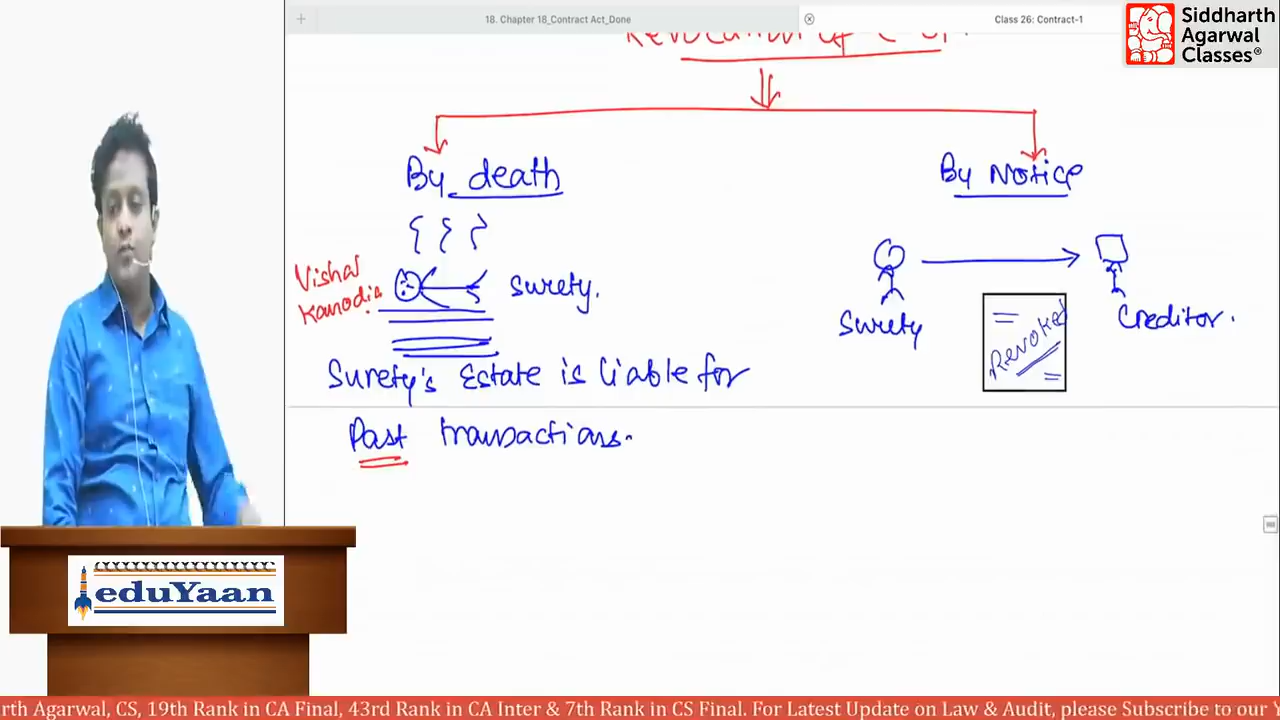 18. Chapter 18_Contract Act_Done
Class 26: Contract-1
Siddharth
Agarwal
Classes®
Revocation of
By death
By Notice
Vishal
Kanodia
Surety.
Surety
Revoked
Creditor.
Surety's Estate is liable for
Past transactions.
eduYaan
rth Agarwal, CS, 19th Rank in CA Final, 43rd Rank in CA Inter & 7th Rank in CS Final. For Latest Update on Law & Audit, please Subscribe to our